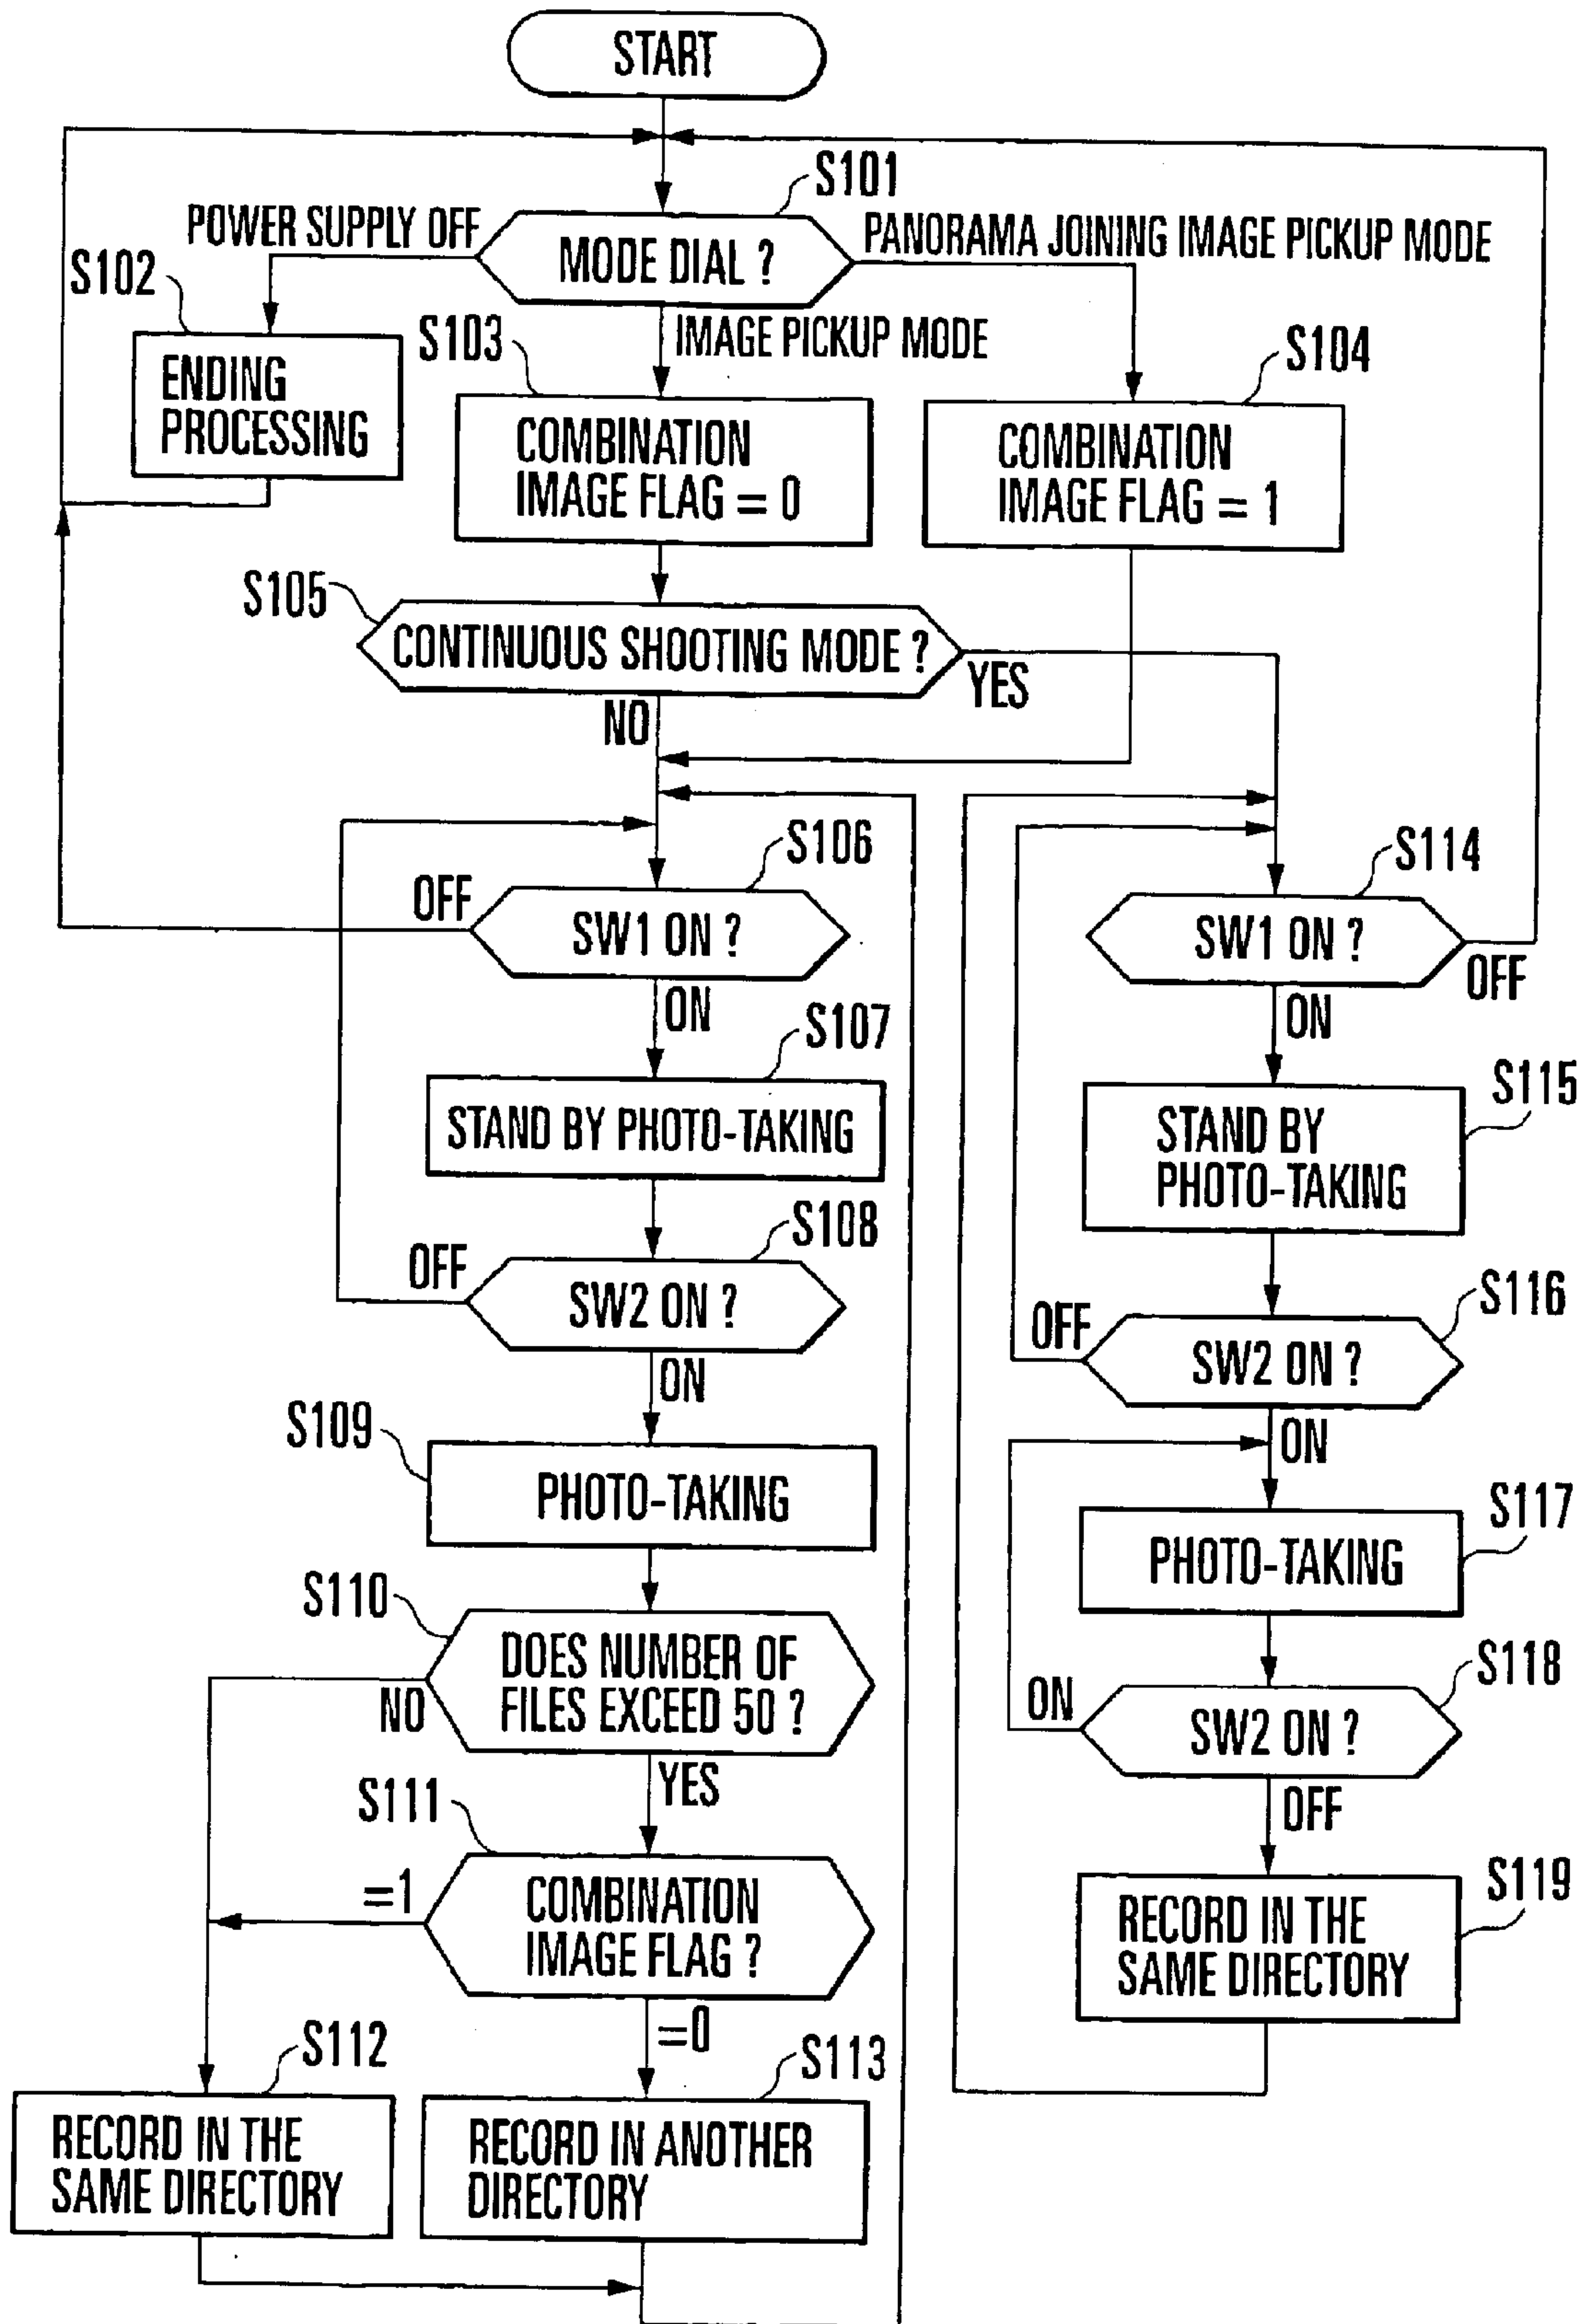 START
S101
POWER SUPPLY OFF
MODE DIAL ?
PANORAMA JOINING IMAGE PICKUP MODE
S102
ENDING
PROCESSING
S103
IMAGE PICKUP MODE
COMBINATION
IMAGE FLAG = 0
S104
COMBINATION
IMAGE FLAG = 1
S105
CONTINUOUS SHOOTING MODE ?
YES
NO
S106
OFF
SW1 ON ?
ON
S107
STAND BY PHOTO-TAKING
S108
OFF
SW2 ON ?
ON
S109
PHOTO-TAKING
S110
DOES NUMBER OF
FILES EXCEED 50 ?
NO
YES
S111
=1
COMBINATION
IMAGE FLAG ?
=0
S112
RECORD IN THE
SAME DIRECTORY
S113
RECORD IN ANOTHER
DIRECTORY
S114
SW1 ON ?
OFF
ON
S115
STAND BY
PHOTO-TAKING
S116
OFF
SW2 ON ?
ON
S117
PHOTO-TAKING
S118
ON
SW2 ON ?
OFF
S119
RECORD IN THE
SAME DIRECTORY